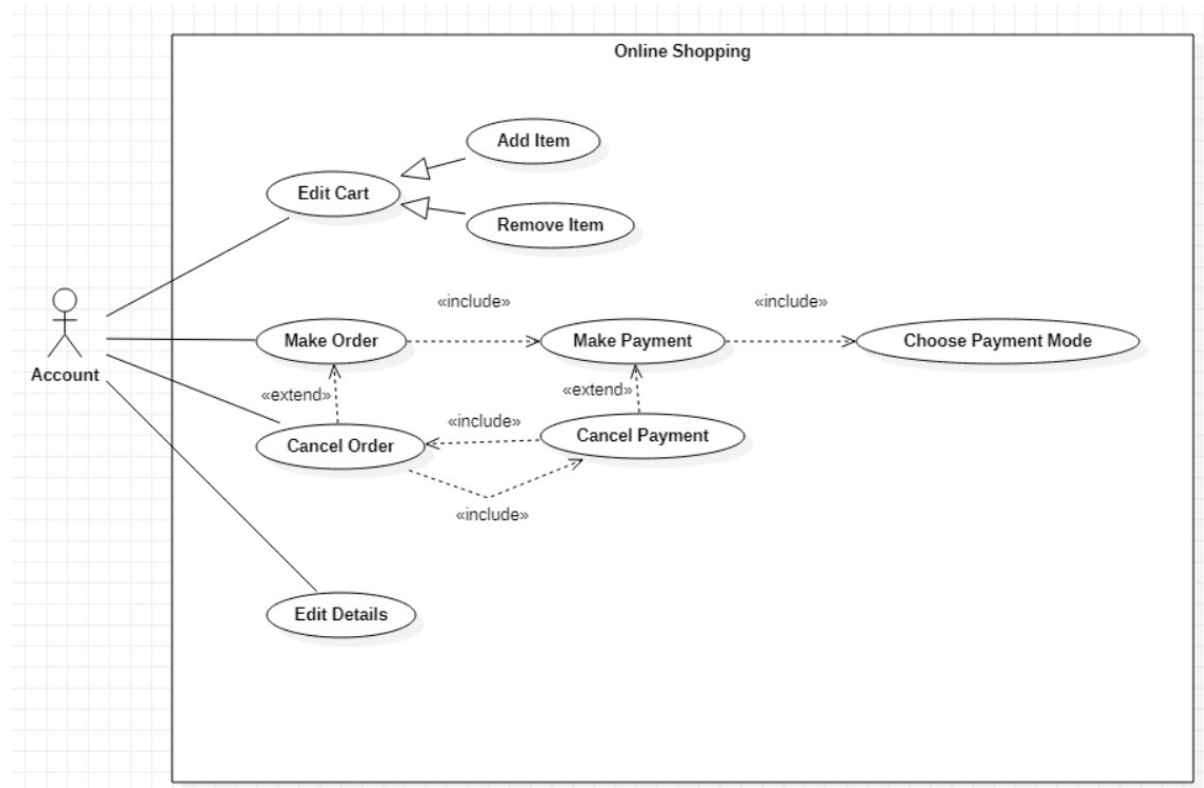 Online Shopping
Add Item
Edit Cart
Remove Item
«include»
«include»
Make Order
Make Payment
Choose Payment Mode
Account
«extend»
«extend»
«include»
Cancel Order
Cancel Payment
«include»
Edit Details